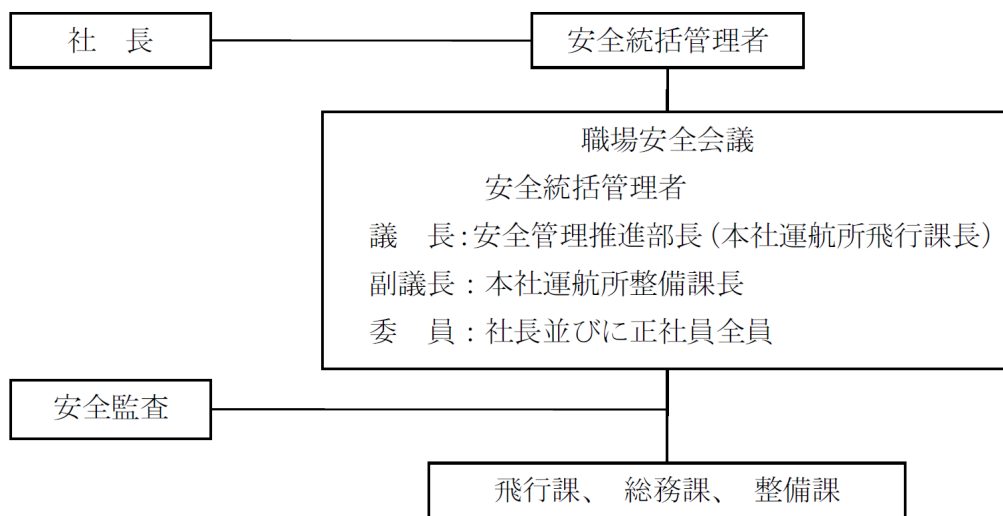 社　長
安全統括管理者
職場安全会議
安全統括管理者
議　長：安全管理推進部長（本社運航所飛行課長）
副議長：本社運航所整備課長
委　員：社長並びに正社員全員
安全監査
飛行課、　総務課、　整備課